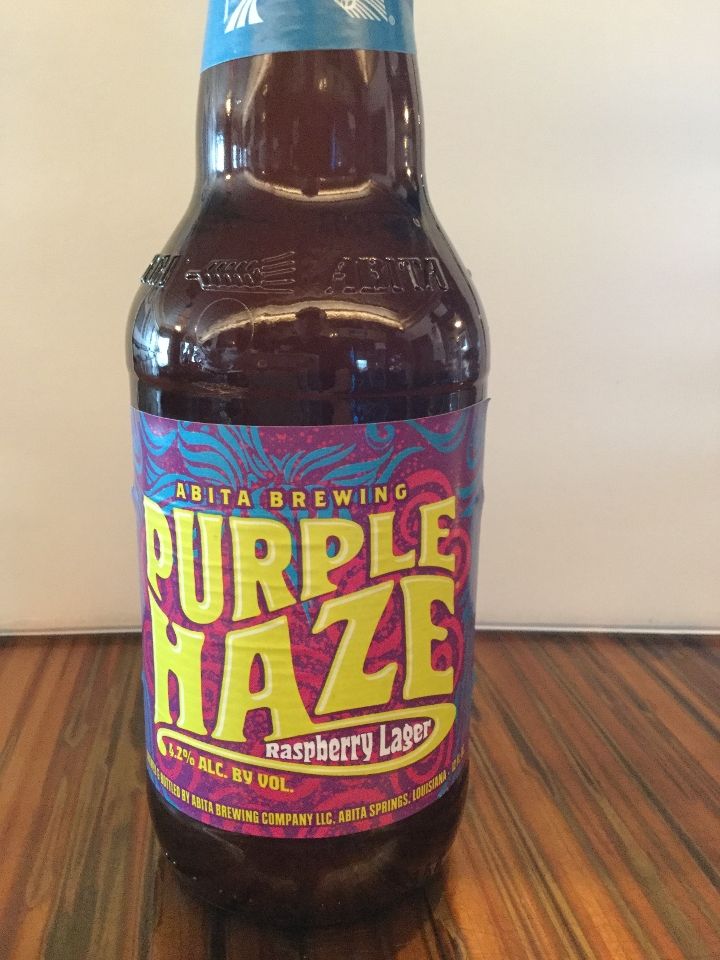 ABITA
ABITA BREWING
PURPLE
HAZE
Raspberry Lager
4.2% ALC. BY VOL.
BOTTLED BY ABITA BREWING COMPANY LLC. ABITA SPRINGS, LOUISIANA